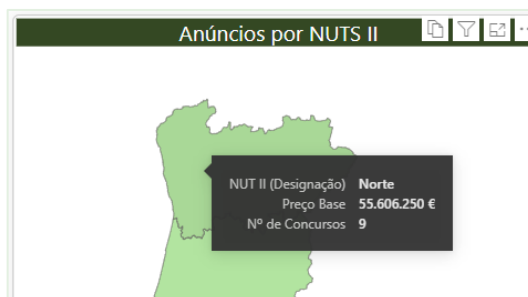 Anúncios por NUTS II
NUT II (Designação) Norte
Preço Base 55.606.250 €
Nº de Concursos 9